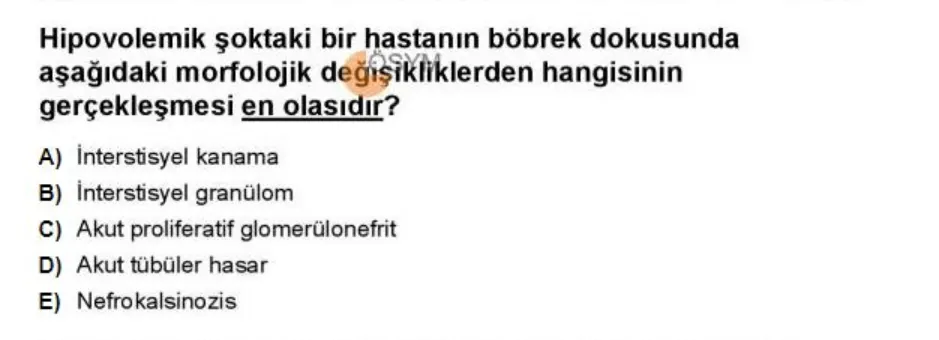 Hipovolemik şoktaki bir hastanın böbrek dokusunda
ÖSYM
aşağıdaki morfolojik değişikliklerden hangisinin
gerçekleşmesi en olasıdır?
A) İnterstisyel kanama
B) İnterstisyel granülom
C) Akut proliferatif glomerülonefrit
D) Akut tübüler hasar
E) Nefrokalsinozis